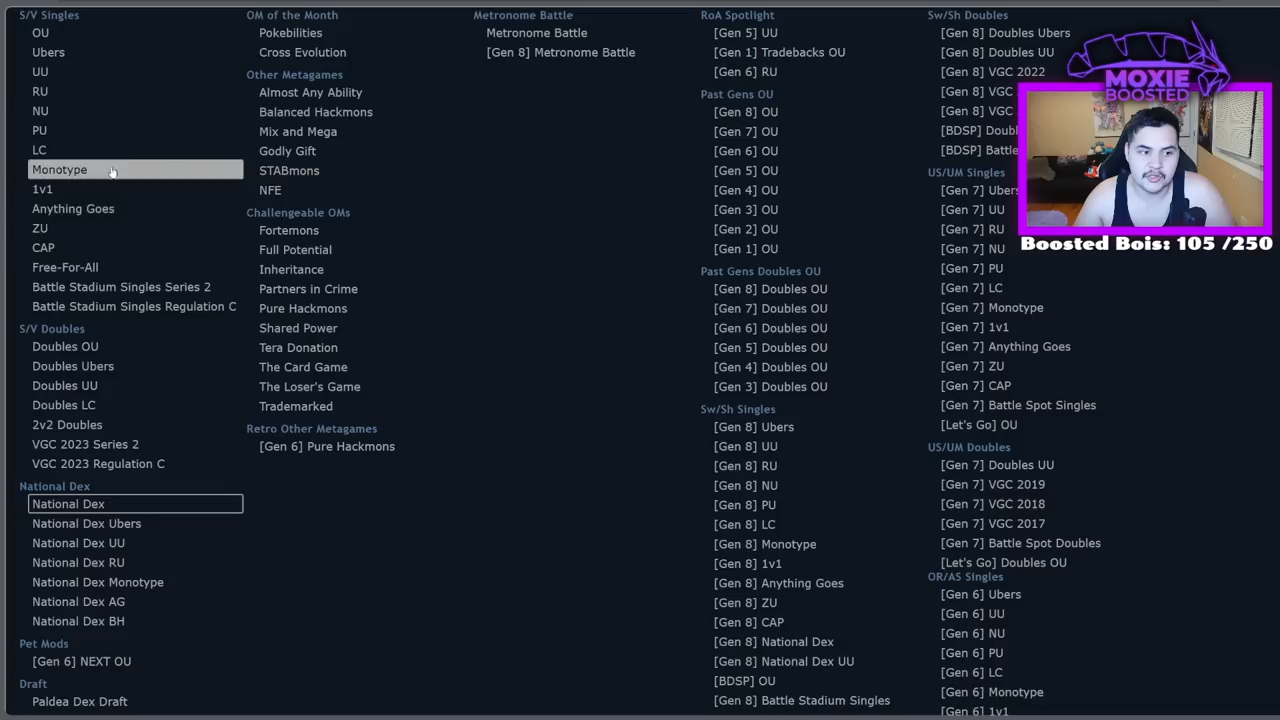 S/V Singles
OU
Ubers
UU
RU
NU
PU
LC
Monotype
1v1
Anything Goes
ZU
CAP
Free-For-All
Battle Stadium Singles Series 2
Battle Stadium Singles Regulation C
S/V Doubles
Doubles OU
Doubles Ubers
Doubles UU
Doubles LC
2v2 Doubles
VGC 2023 Series 2
VGC 2023 Regulation C
National Dex
National Dex
National Dex Ubers
National Dex UU
National Dex RU
National Dex Monotype
National Dex AG
National Dex BH
Pet Mods
[Gen 6] NEXT OU
Draft
Paldea Dex Draft
OM of the Month
Pokebilities
Cross Evolution
Other Metagames
Almost Any Ability
Balanced Hackmons
Mix and Mega
Godly Gift
STABmons
NFE
Challengeable OMs
Fortemons
Full Potential
Inheritance
Partners in Crime
Pure Hackmons
Shared Power
Tera Donation
The Card Game
The Loser's Game
Trademarked
Retro Other Metagames
[Gen 6] Pure Hackmons
Metronome Battle
Metronome Battle
[Gen 8] Metronome Battle
RoA Spotlight
[Gen 5] UU
[Gen 1] Tradebacks OU
[Gen 6] RU
Past Gens OU
[Gen 8] OU
[Gen 7] OU
[Gen 6] OU
[Gen 5] OU
[Gen 4] OU
[Gen 3] OU
[Gen 2] OU
[Gen 1] OU
Past Gens Doubles OU
[Gen 8] Doubles OU
[Gen 7] Doubles OU
[Gen 6] Doubles OU
[Gen 5] Doubles OU
[Gen 4] Doubles OU
[Gen 3] Doubles OU
Sw/Sh Singles
[Gen 8] Ubers
[Gen 8] UU
[Gen 8] RU
[Gen 8] NU
[Gen 8] PU
[Gen 8] LC
[Gen 8] Monotype
[Gen 8] 1v1
[Gen 8] Anything Goes
[Gen 8] ZU
[Gen 8] CAP
[Gen 8] National Dex
[Gen 8] National Dex UU
[BDSP] OU
[Gen 8] Battle Stadium Singles
Sw/Sh Doubles
[Gen 8] Doubles Ubers
[Gen 8] Doubles UU
[Gen 8] VGC 2022
[Gen 8] VGC
[Gen 8] VGC
[BDSP] Doubl
[BDSP] Battle
US/UM Singles
[Gen 7] Ubers
[Gen 7] UU
[Gen 7] RU
[Gen 7] NU
[Gen 7] PU
[Gen 7] LC
[Gen 7] Monotype
[Gen 7] 1v1
[Gen 7] Anything Goes
[Gen 7] ZU
[Gen 7] CAP
[Gen 7] Battle Spot Singles
[Let's Go] OU
US/UM Doubles
[Gen 7] Doubles UU
[Gen 7] VGC 2019
[Gen 7] VGC 2018
[Gen 7] VGC 2017
[Gen 7] Battle Spot Doubles
[Let's Go] Doubles OU
OR/AS Singles
[Gen 6] Ubers
[Gen 6] UU
[Gen 6] NU
[Gen 6] PU
[Gen 6] LC
[Gen 6] Monotype
[Gen 6] 1v1
MOXIE
BOOSTED
Boosted Bois: 105 /250